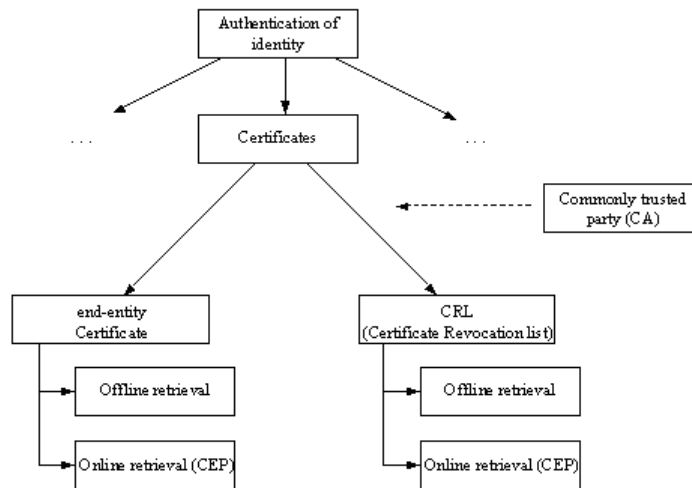 Authentication of
identity
. . .
Certificates
. . .
Commonly trusted
party (CA)
end-entity
Certificate
CRL
(Certificate Revocation list)
Offline retrieval
Offline retrieval
Online retrieval (CEP)
Online retrieval (CEP)